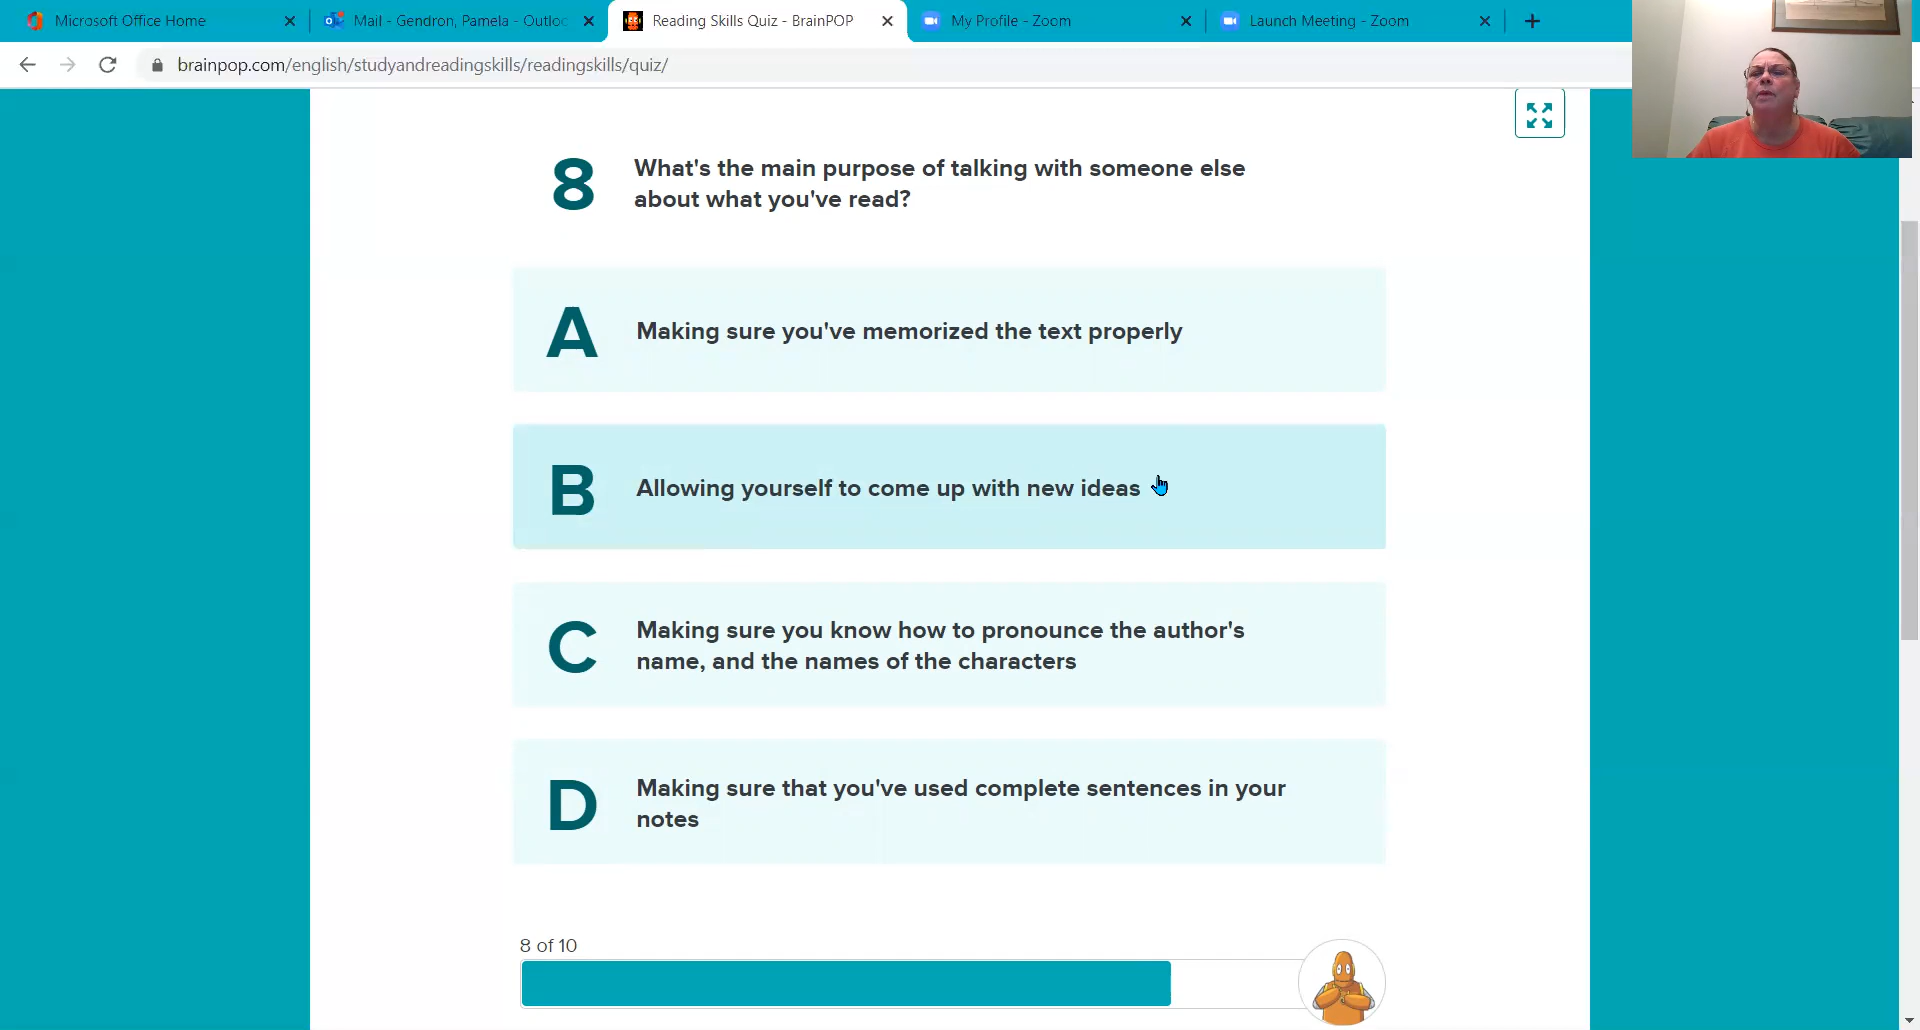 Microsoft Office Home
Mail - Gendron, Pamela - Outloo
Reading Skills Quiz - BrainPOP
My Profile - Zoom
Launch Meeting - Zoom
brainpop.com/english/studyandreadingskills/readingskills/quiz/
8
What's the main purpose of talking with someone else
about what you've read?
A
Making sure you've memorized the text properly
B
Allowing yourself to come up with new ideas
C
Making sure you know how to pronounce the author's
name, and the names of the characters
D
Making sure that you've used complete sentences in your
notes
8 of 10